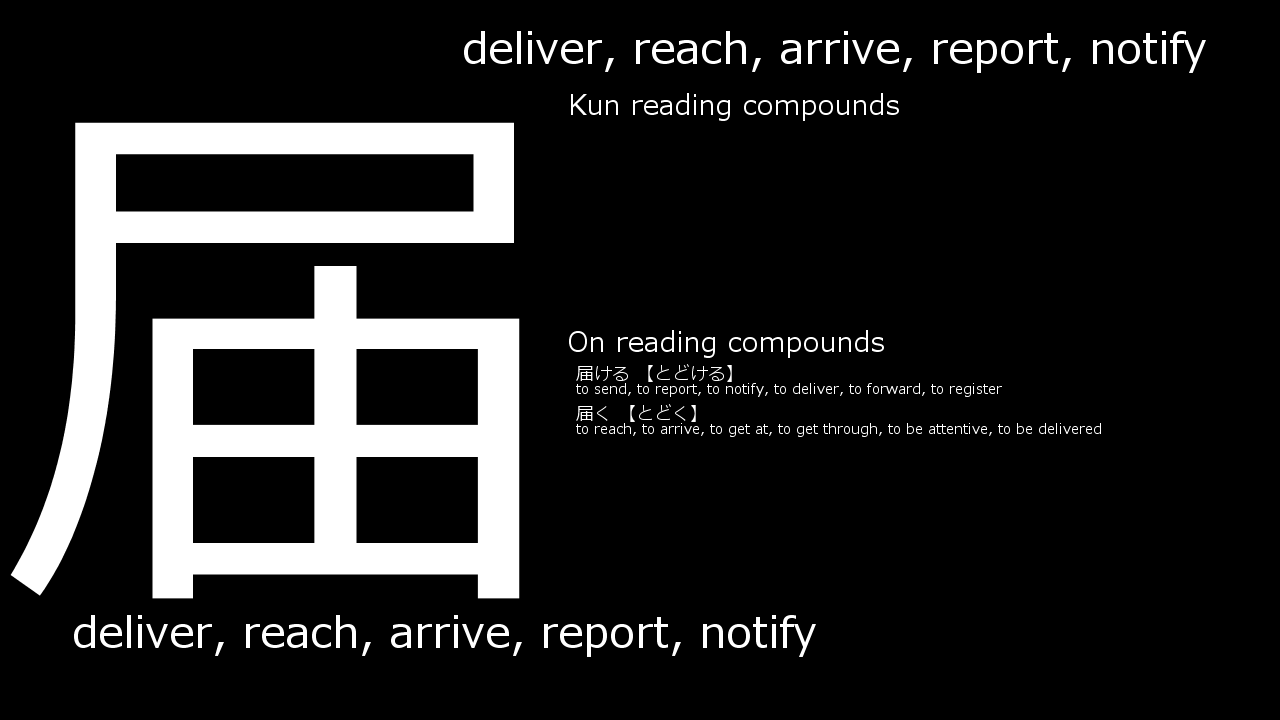 deliver, reach, arrive, report, notify
Kun reading compounds
届
On reading compounds
届ける 【とどける】
to send, to report, to notify, to deliver, to forward, to register
届く 【とどく】
to reach, to arrive, to get at, to get through, to be attentive, to be delivered
deliver, reach, arrive, report, notify